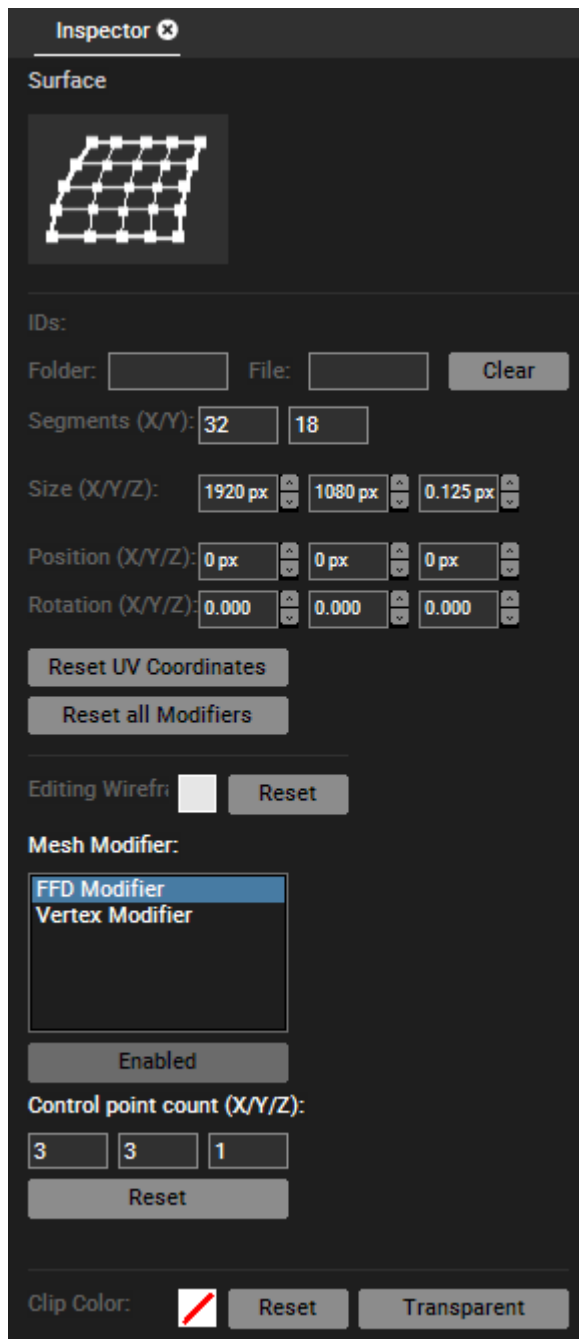 Inspector
Surface
IDs:
Folder: File: Clear
Segments (X/Y): 32 18
Size (X/Y/Z): 1920 px 1080 px 0.125 px
Position (X/Y/Z): 0 px 0 px 0 px
Rotation (X/Y/Z): 0.000 0.000 0.000
Reset UV Coordinates
Reset all Modifiers
Editing Wirefra Reset
Mesh Modifier:
FFD Modifier
Vertex Modifier
Enabled
Control point count (X/Y/Z):
3 3 1
Reset
Clip Color: Reset Transparent